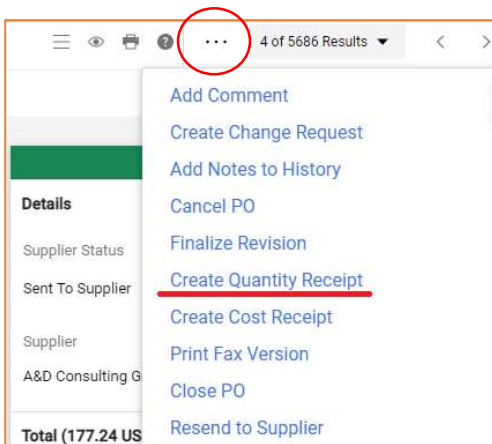 4 of 5686 Results
Add Comment
Create Change Request
Add Notes to History
Details
Cancel PO
Supplier Status
Finalize Revision
Sent To Supplier
Create Quantity Receipt
Create Cost Receipt
Supplier
Print Fax Version
A&D Consulting G
Close PO
Total (177.24 US
Resend to Supplier